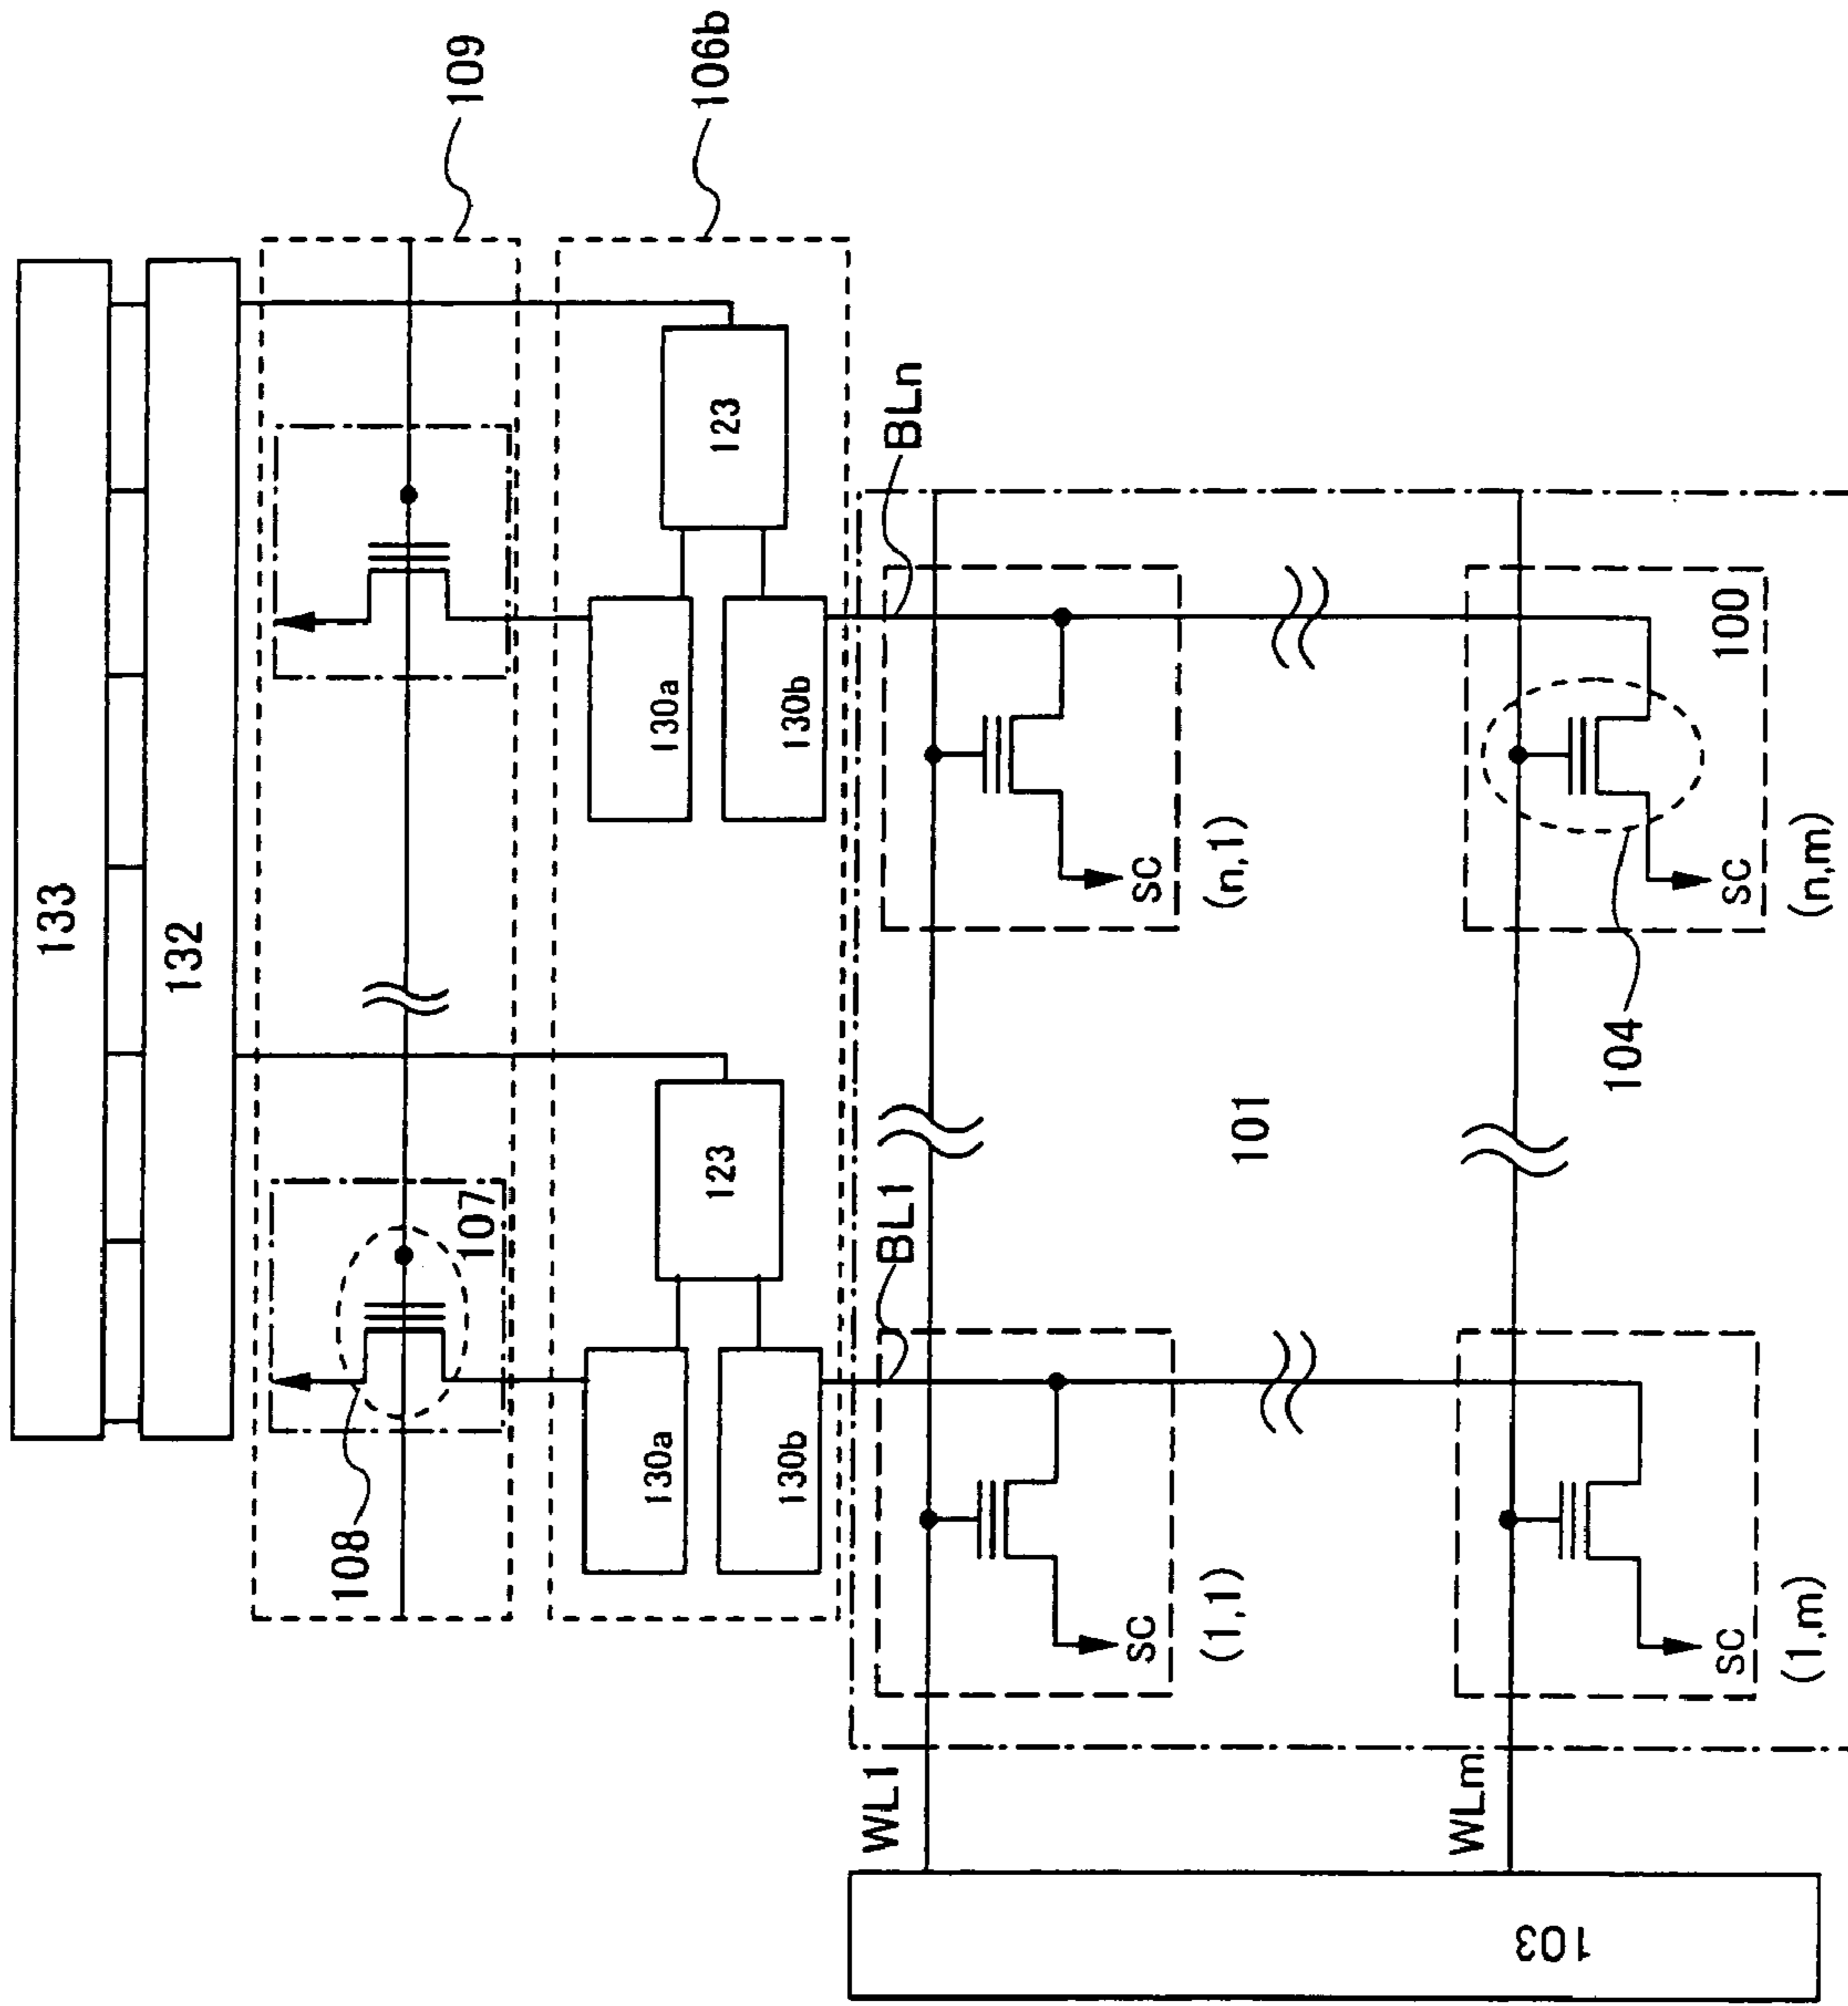 133
132
109
108
107
106b
130a
130a
123
123
130b
130b
WL1
BL1
BLn
SC
SC
(1,1)
(n,1)
101
WLm
103
104
100
SC
SC
(1,m)
(n,m)